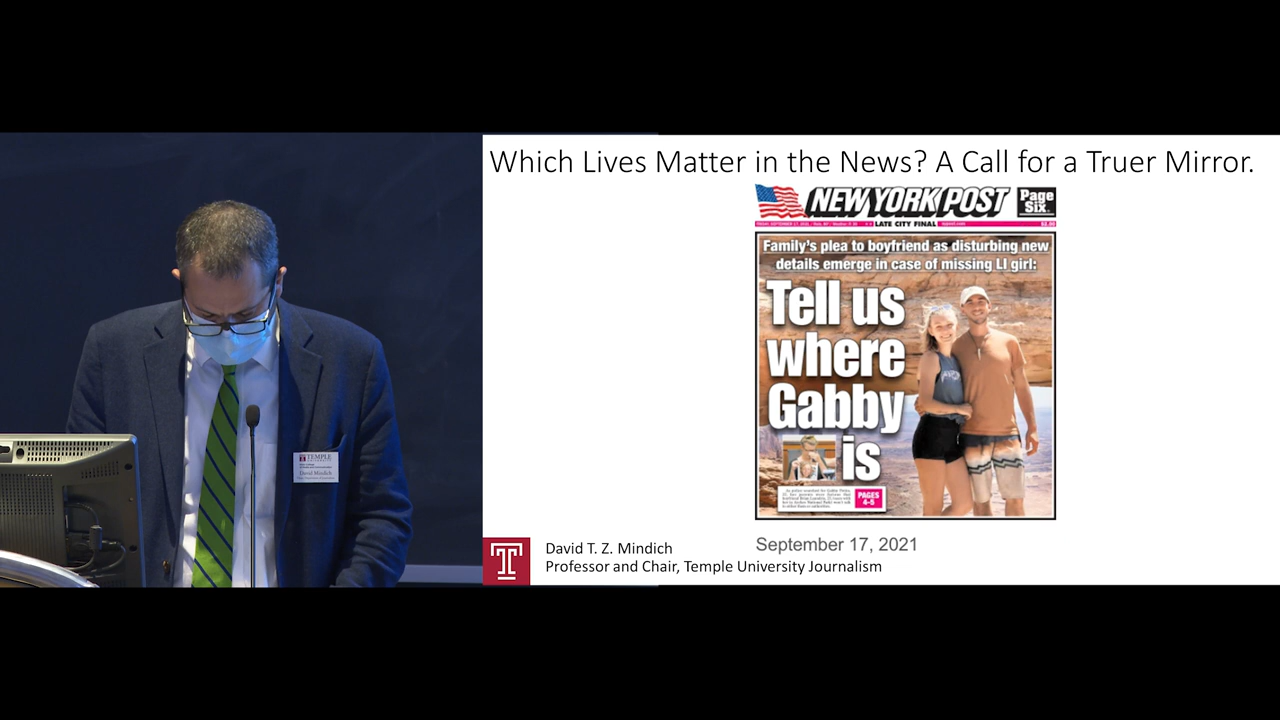 Which Lives Matter in the News? A Call for a Truer Mirror.
NEW YORK POST
Page
Six
LATE CITY FINAL
Family's plea to boyfriend as disturbing new
details emerge in case of missing LI girl:
Tell us
where
Gabby
is
PAGES
4-5
TEMPLE
David Mindich
September 17, 2021
David T. Z. Mindich
Professor and Chair, Temple University Journalism